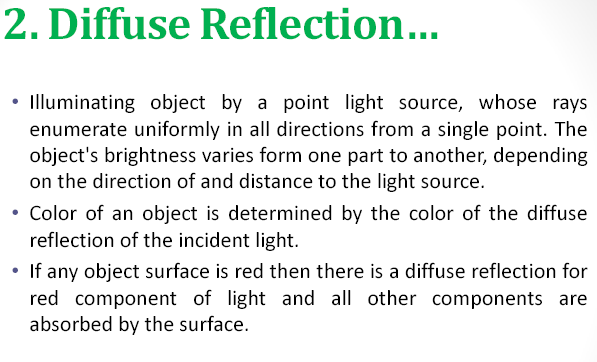 2. Diffuse Reflection...
• Illuminating object by a point light source, whose rays
enumerate uniformly in all directions from a single point. The
object's brightness varies form one part to another, depending
on the direction of and distance to the light source.
• Color of an object is determined by the color of the diffuse
reflection of the incident light.
• If any object surface is red then there is a diffuse reflection for
red component of light and all other components are
absorbed by the surface.